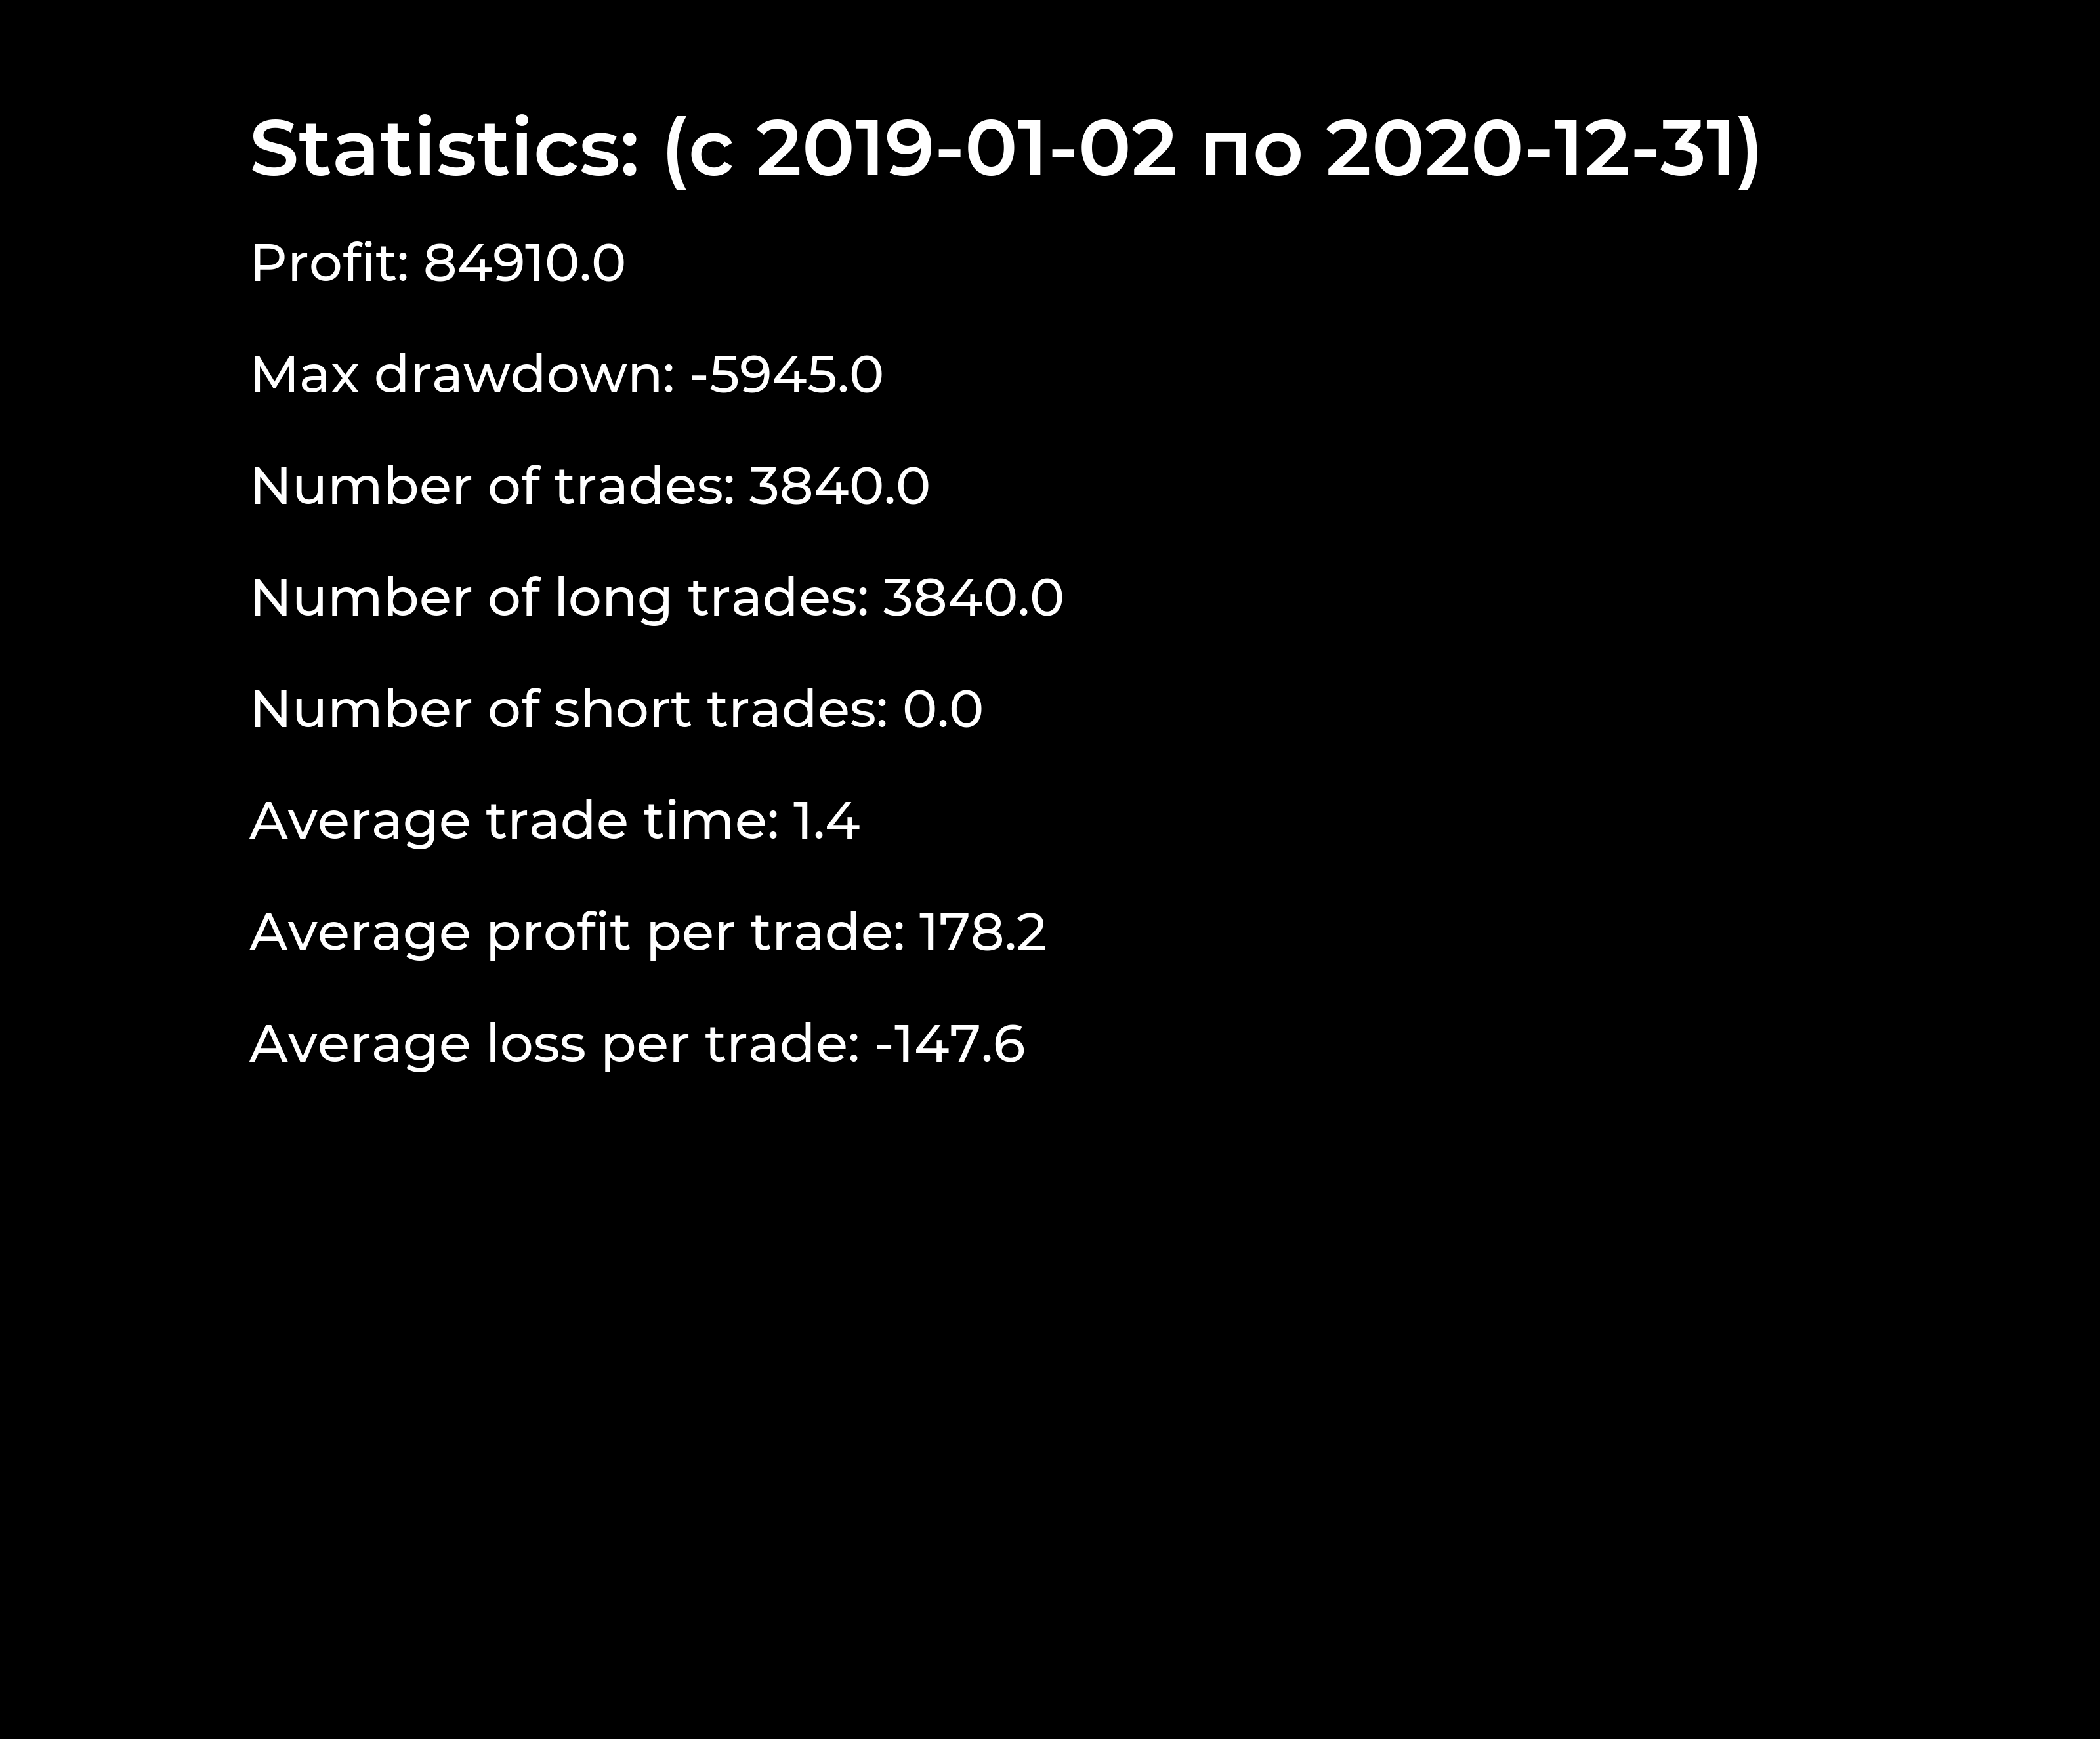 Statistics: (с 2019-01-02 по 2020-12-31)
Profit: 84910.0
Max drawdown: -5945.0
Number of trades: 3840.0
Number of long trades: 3840.0
Number of short trades: 0.0
Average trade time: 1.4
Average profit per trade: 178.2
Average loss per trade: -147.6